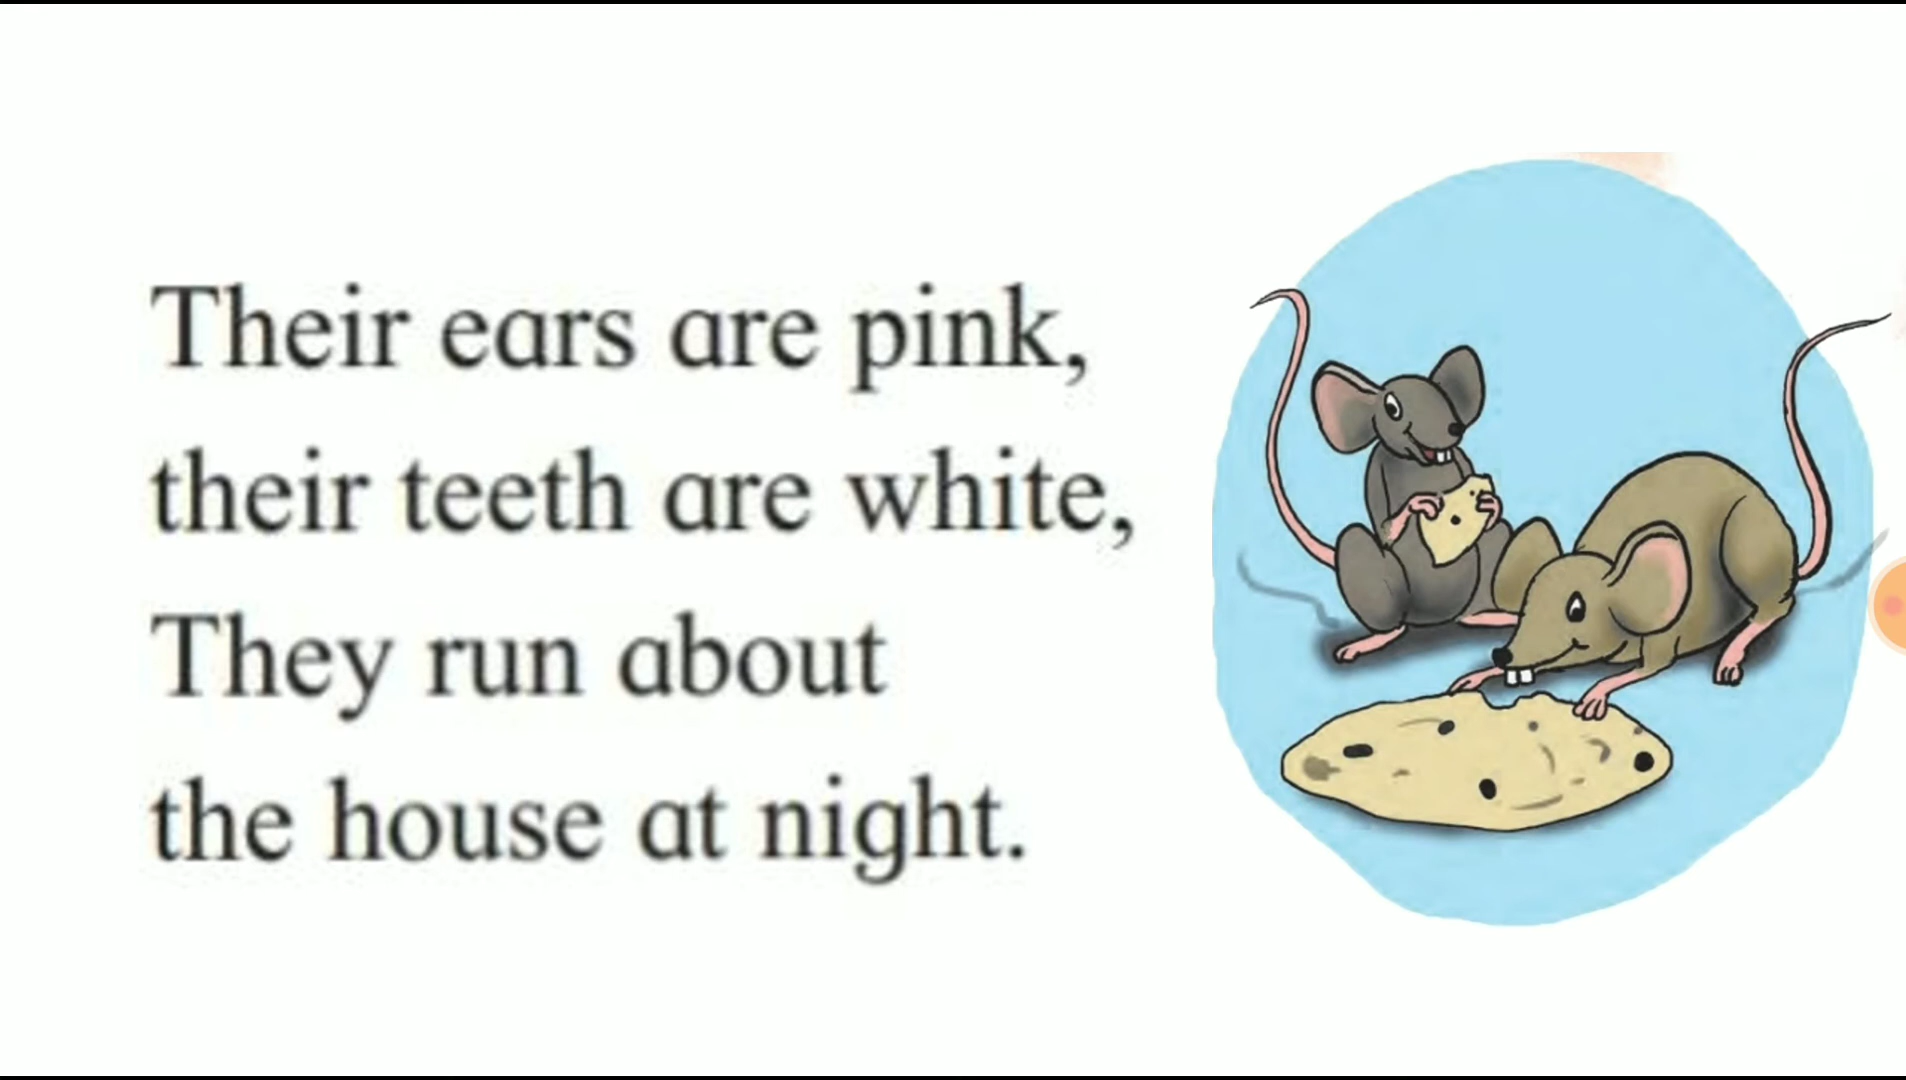 Their ears are pink,
their teeth are white,
They run about
the house at night.